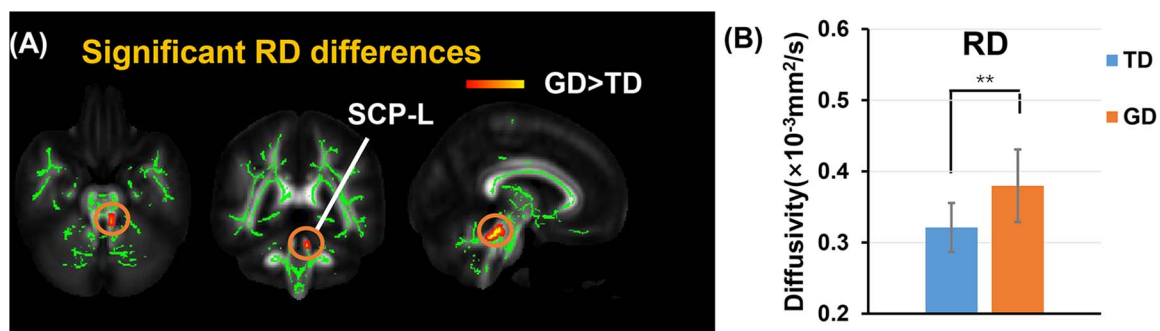 (A)
Significant RD differences
GD>TD
SCP-L
(B)
RD
**
TD
GD
Diffusivity(×10⁻³mm²/s)
0.6
0.5
0.4
0.3
0.2